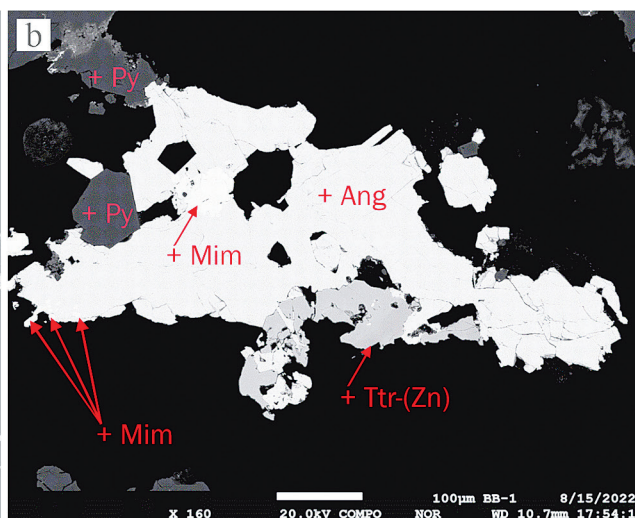 b
+ Py
+ Py
+ Ang
+ Mim
+ Ttr-(Zn)
+ Mim
100μm BB-1 8/15/2022
X 160 20.0kV COMPO NOR WD 10.7mm 17:54:1